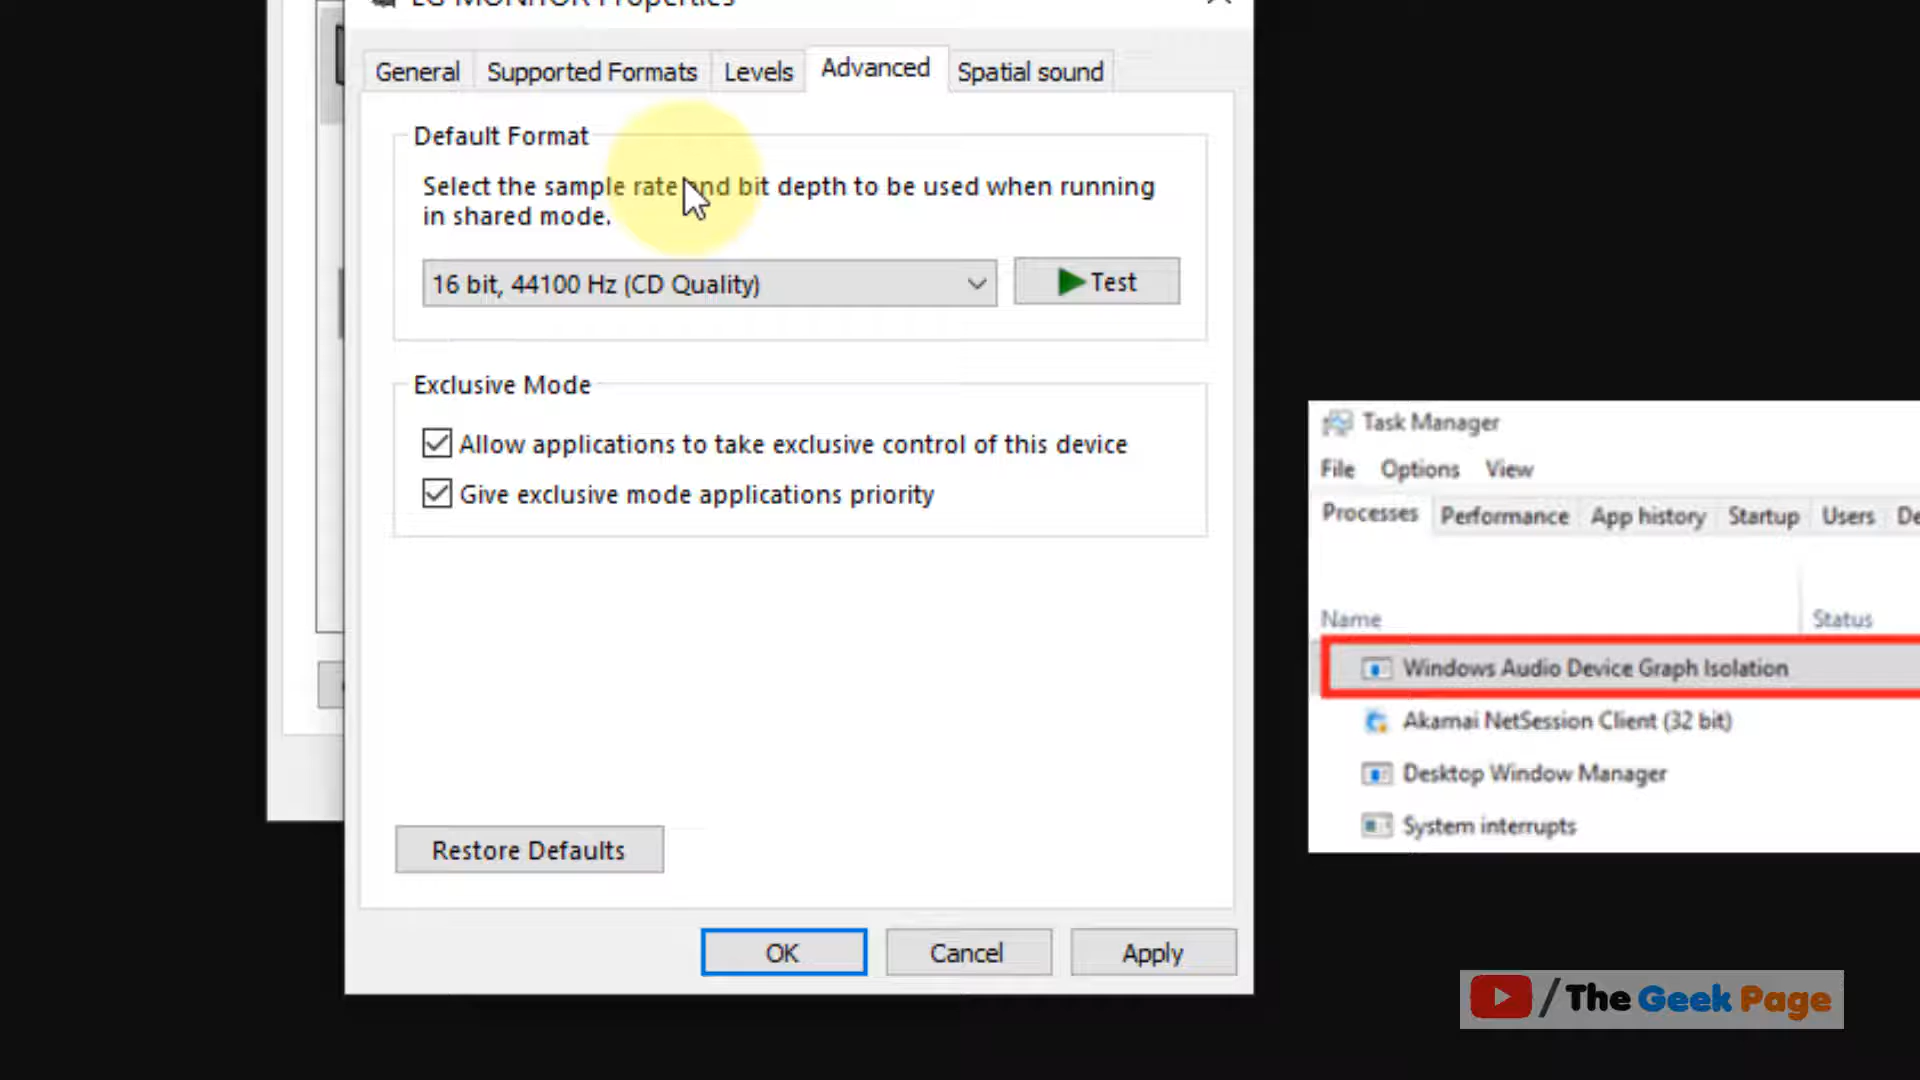 LG MONITOR Properties
General Supported Formats Levels Advanced Spatial sound
Default Format
Select the sample rate and bit depth to be used when running
in shared mode.
16 bit, 44100 Hz (CD Quality)
Test
Exclusive Mode
Allow applications to take exclusive control of this device
Give exclusive mode applications priority
Restore Defaults
OK Cancel Apply
Task Manager
File Options View
Processes Performance App history Startup Users
Name Status
Windows Audio Device Graph Isolation
Akamai NetSession Client (32 bit)
Desktop Window Manager
System interrupts
/The Geek Page